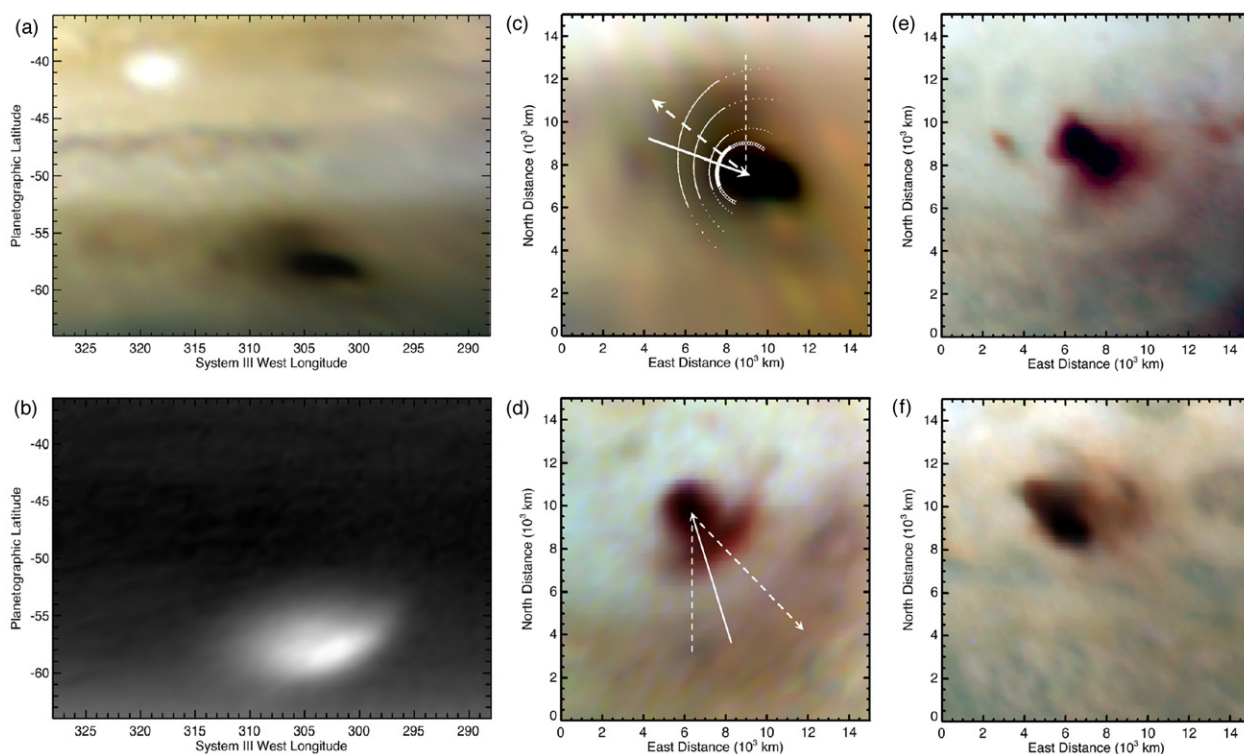 (a)
-40
-45
-50
-55
-60
Planetographic Latitude
325 320 315 310 305 300 295 290
System III West Longitude
(c)
14
12
10
8
6
4
2
0
North Distance (10³ km)
0 2 4 6 8 10 12 14
East Distance (10³ km)
(e)
14
12
10
8
6
4
2
0
North Distance (10³ km)
0 2 4 6 8 10 12 14
East Distance (10³ km)
(b)
-40
-45
-50
-55
-60
Planetographic Latitude
325 320 315 310 305 300 295 290
System III West Longitude
(d)
14
12
10
8
6
4
2
0
North Distance (10³ km)
0 2 4 6 8 10 12 14
East Distance (10³ km)
(f)
14
12
10
8
6
4
2
0
North Distance (10³ km)
0 2 4 6 8 10 12 14
East Distance (10³ km)